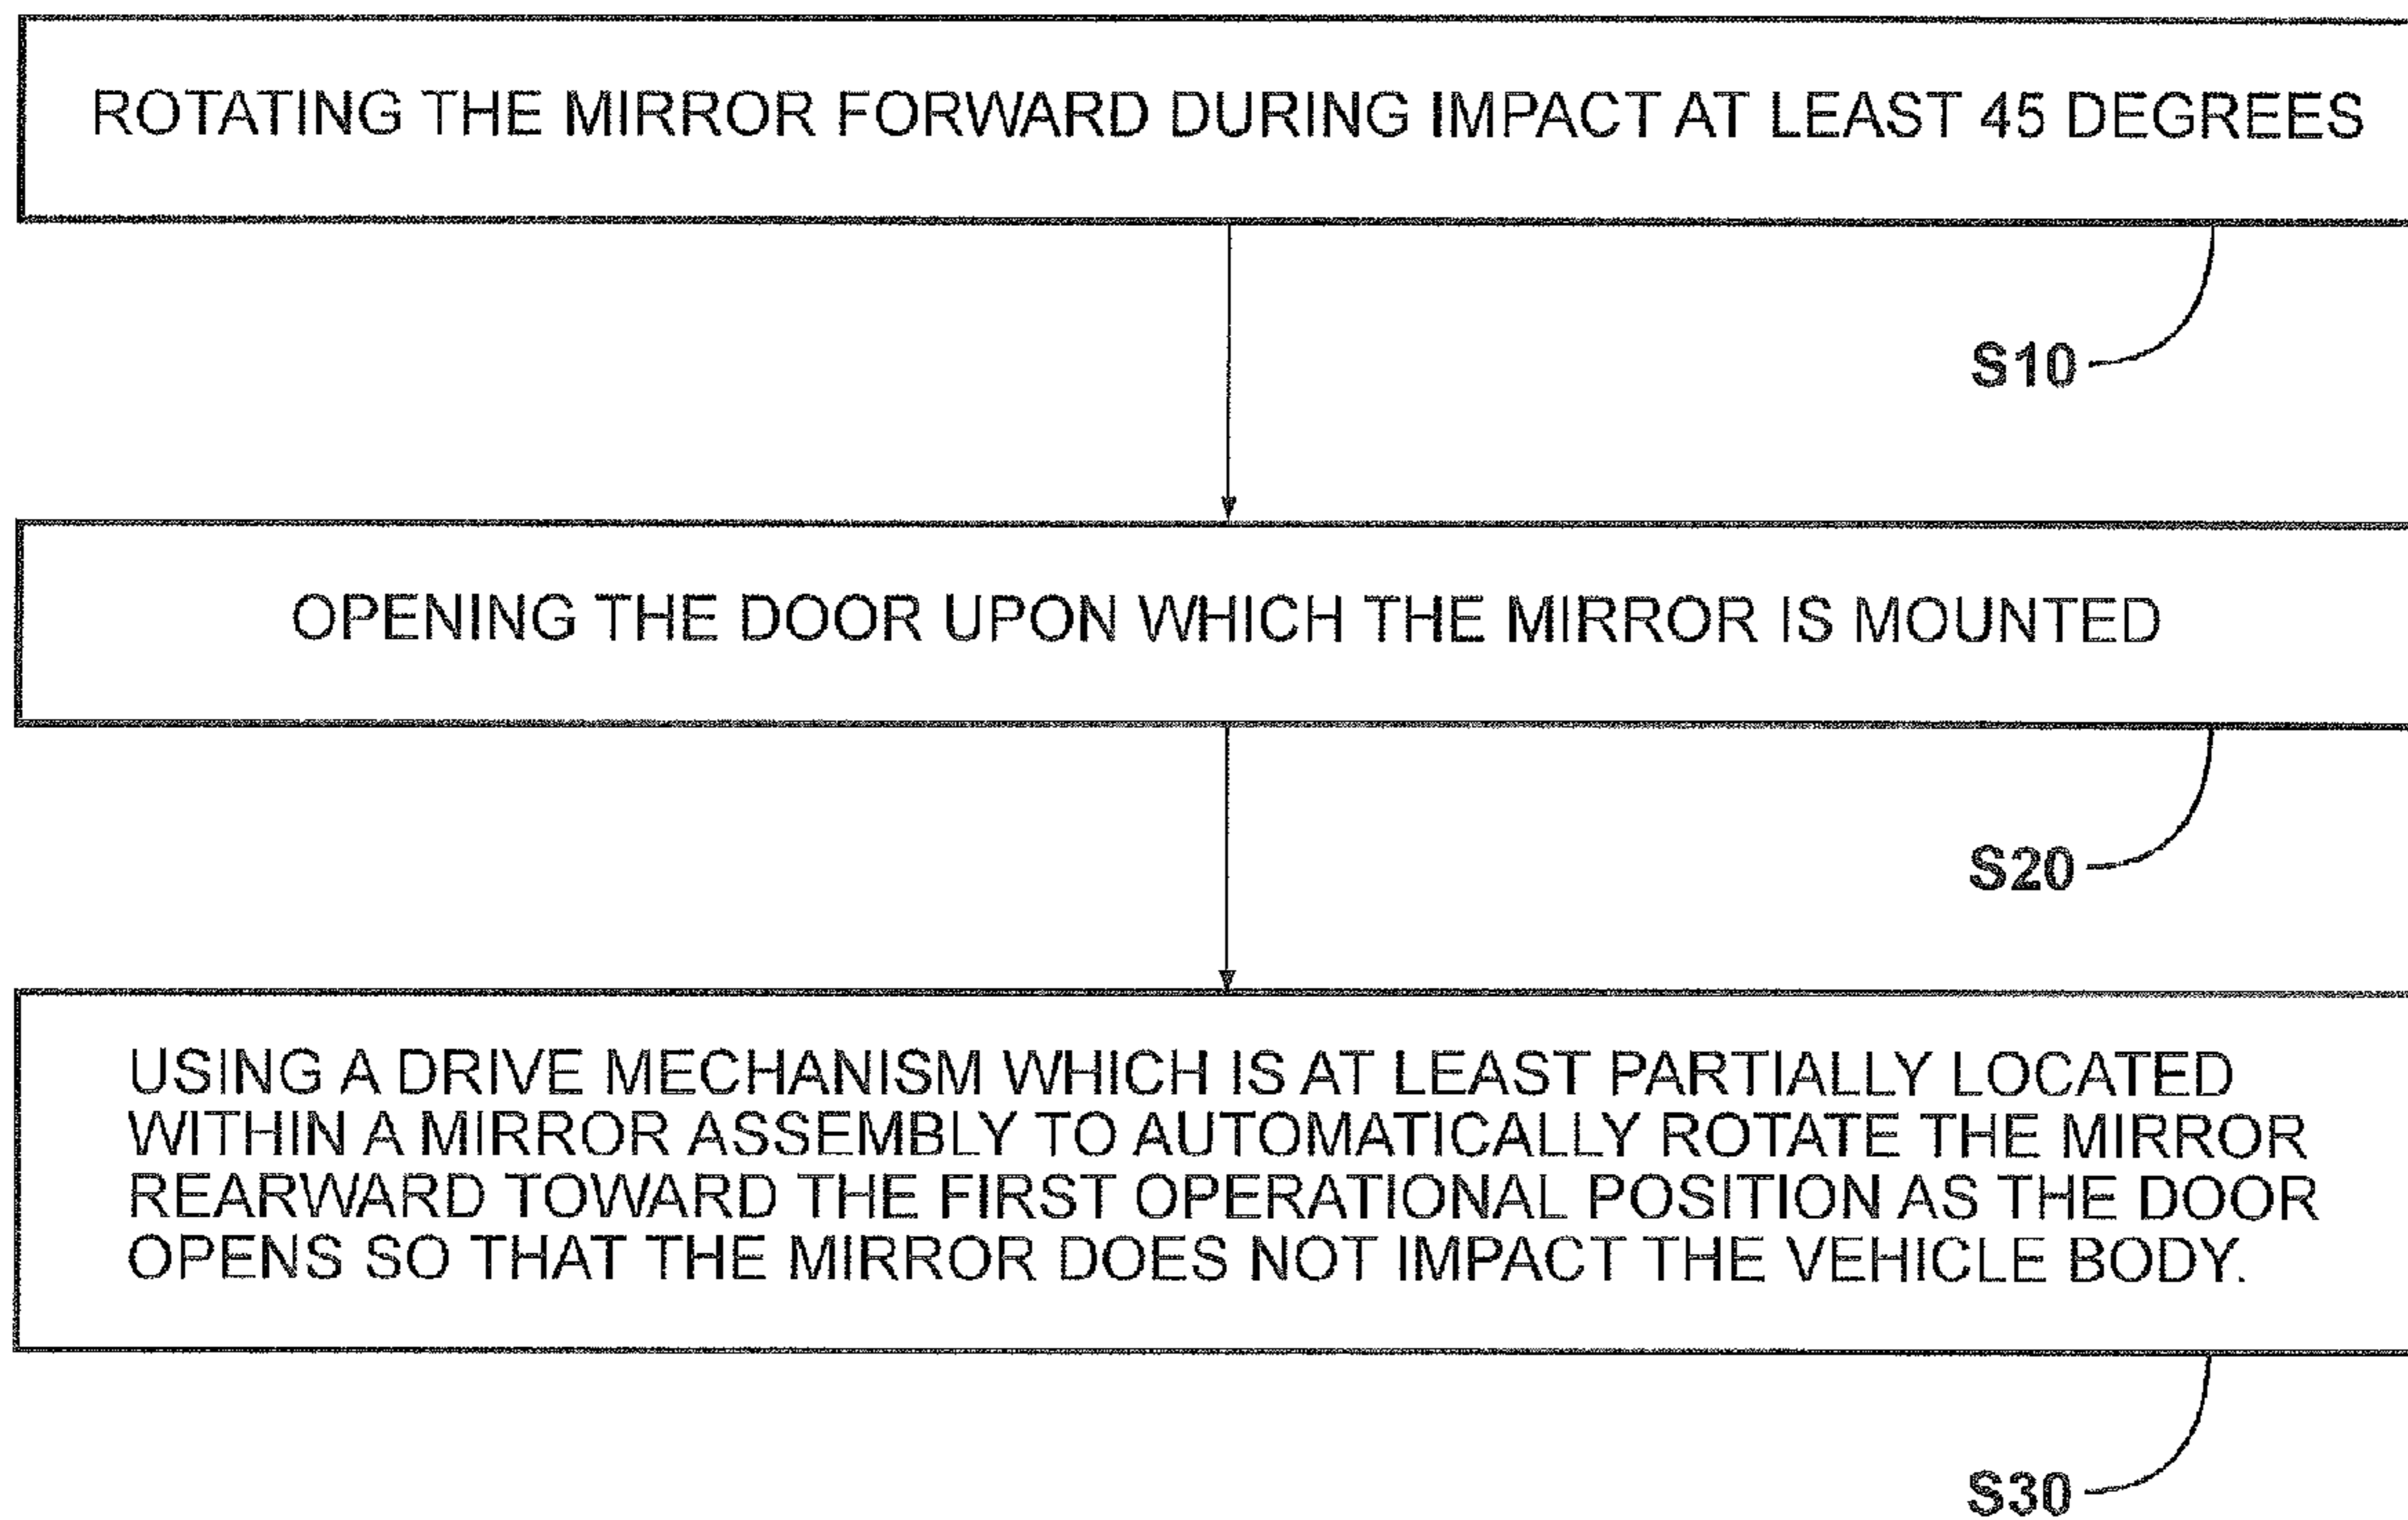 ROTATING THE MIRROR FORWARD DURING IMPACT AT LEAST 45 DEGREES
S10
OPENING THE DOOR UPON WHICH THE MIRROR IS MOUNTED
S20
USING A DRIVE MECHANISM WHICH IS AT LEAST PARTIALLY LOCATED
WITHIN A MIRROR ASSEMBLY TO AUTOMATICALLY ROTATE THE MIRROR
REARWARD TOWARD THE FIRST OPERATIONAL POSITION AS THE DOOR
OPENS SO THAT THE MIRROR DOES NOT IMPACT THE VEHICLE BODY.
S30